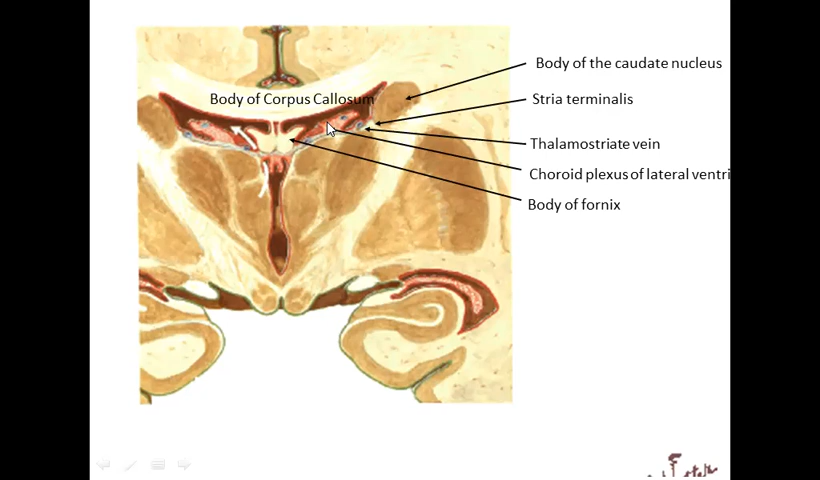 Body of the caudate nucleus
Body of Corpus Callosum
Stria terminalis
Thalamostriate vein
Choroid plexus of lateral ventri
Body of fornix